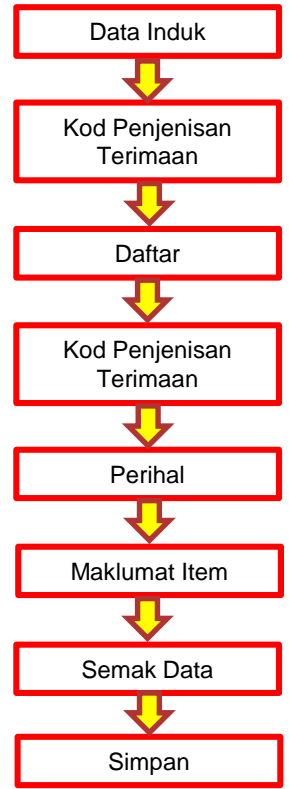 Data Induk
Kod Penjenisan
Terimaan
Daftar
Kod Penjenisan
Terimaan
Perihal
Maklumat Item
Semak Data
Simpan